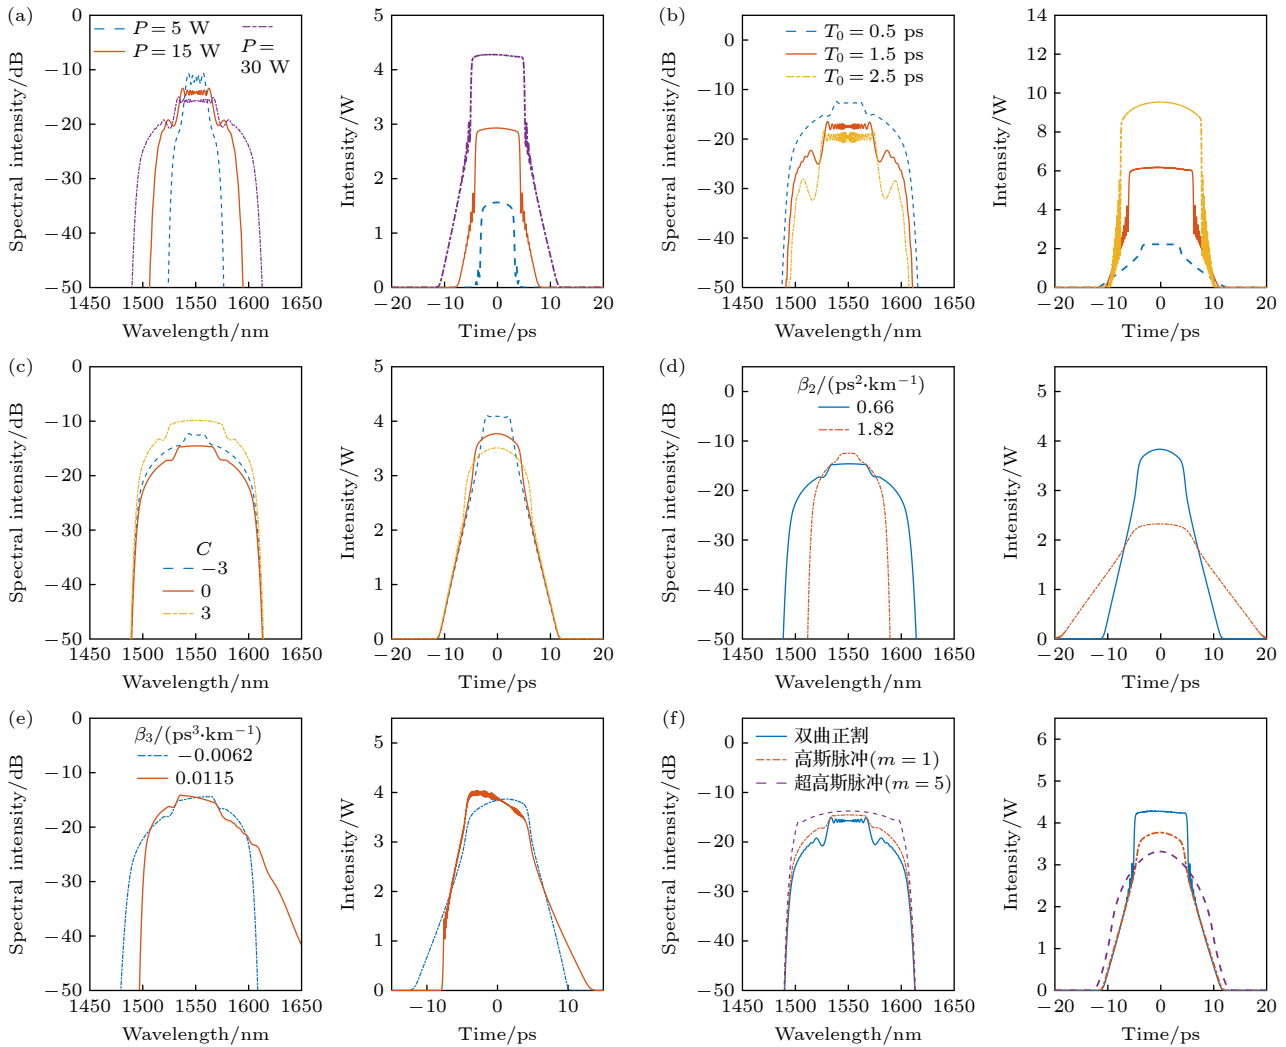 (a)
P = 5 W
P = 15 W
P =
30 W
0
−10
−20
−30
−40
−50
Spectral intensity/dB
1450 1500 1550 1600 1650
Wavelength/nm
5
4
3
2
1
0
Intensity/W
−20 −10 0 10 20
Time/ps
(b)
T₀ = 0.5 ps
T₀ = 1.5 ps
T₀ = 2.5 ps
0
−10
−20
−30
−40
−50
Spectral intensity/dB
1450 1500 1550 1600 1650
Wavelength/nm
14
12
10
8
6
4
2
0
Intensity/W
−20 −10 0 10 20
Time/ps
(c)
C
−3
0
3
0
−10
−20
−30
−40
−50
Spectral intensity/dB
1450 1500 1550 1600 1650
Wavelength/nm
5
4
3
2
1
0
Intensity/W
−20 −10 0 10 20
Time/ps
(d)
β₂/(ps²·km⁻¹)
0.66
1.82
0
−10
−20
−30
−40
−50
Spectral intensity/dB
1450 1500 1550 1600 1650
Wavelength/nm
5
4
3
2
1
0
Intensity/W
−20 −10 0 10 20
Time/ps
(e)
β₃/(ps³·km⁻¹)
−0.0062
0.0115
0
−10
−20
−30
−40
−50
Spectral intensity/dB
1450 1500 1550 1600 1650
Wavelength/nm
5
4
3
2
1
0
Intensity/W
−10 0 10
Time/ps
(f)
双曲正割
高斯脉冲(m = 1)
超高斯脉冲(m = 5)
0
−10
−20
−30
−40
−50
Spectral intensity/dB
1450 1500 1550 1600 1650
Wavelength/nm
6
5
4
3
2
1
0
Intensity/W
−20 −10 0 10 20
Time/ps